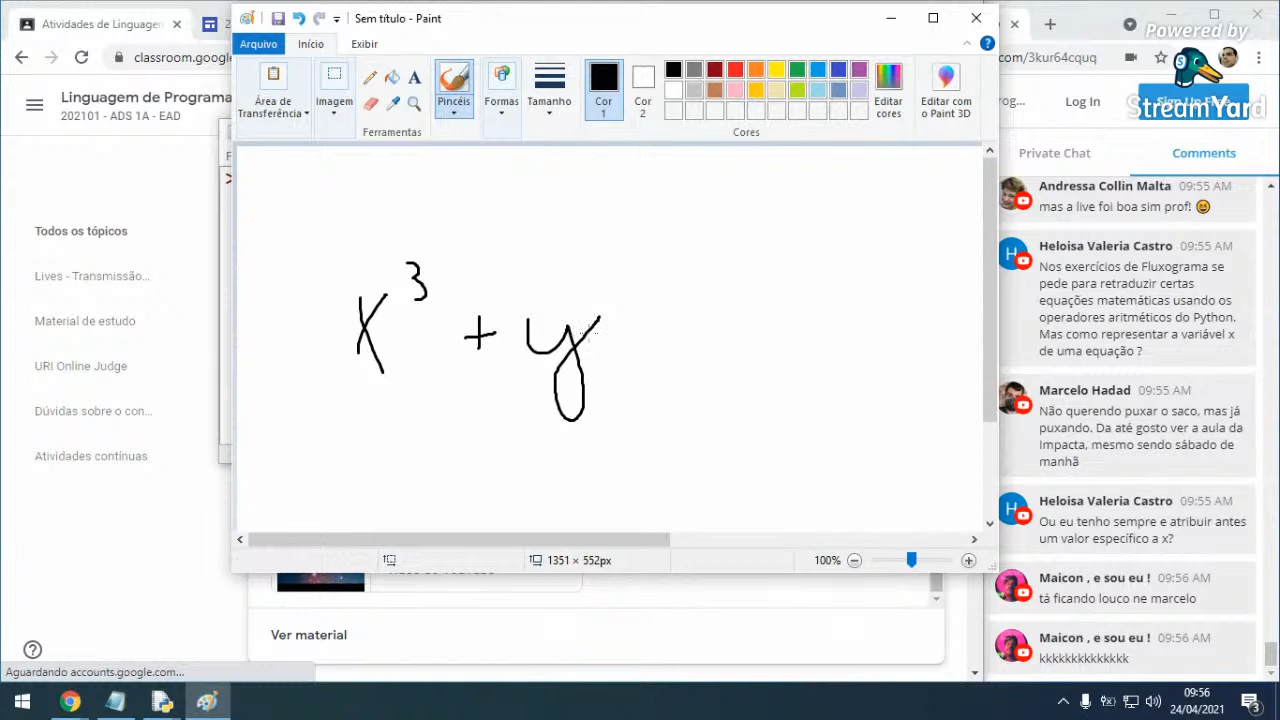 Atividades de Linguagem
Sem título - Paint
Powered by
StreamYard
classroom.google
com/3kur64cquq
Arquivo
Início
Exibir
Área de
Transferência
Imagem
Ferramentas
Pincéis
Formas
Tamanho
Cor
1
Cor
2
Editar
cores
Editar com
o Paint 3D
Cores
Linguagem de Programa
202101 - ADS 1A - EAD
Log In
Private Chat
Comments
Todos os tópicos
Lives - Transmissão...
Material de estudo
URI Online Judge
Dúvidas sobre o con...
Atividades contínuas
x³ + y
1351 × 552px
100%
Ver material
Aguardando accounts.google.com...
Andressa Collin Malta 09:55 AM
mas a live foi boa sim prof! 😆
Heloisa Valeria Castro 09:55 AM
Nos exercícios de Fluxograma se
pede para retraduzir certas
equações matemáticas usando os
operadores aritméticos do Python.
Mas como representar a variável x
de uma equação ?
Marcelo Hadad 09:55 AM
Não querendo puxar o saco, mas já
puxando. Da até gosto ver a aula da
Impacta, mesmo sendo sábado de
manhã
Heloisa Valeria Castro 09:55 AM
Ou eu tenho sempre e atribuir antes
um valor específico a x?
Maicon , e sou eu ! 09:56 AM
tá ficando louco ne marcelo
Maicon , e sou eu ! 09:56 AM
kkkkkkkkkkkkkk
09:56
24/04/2021
3